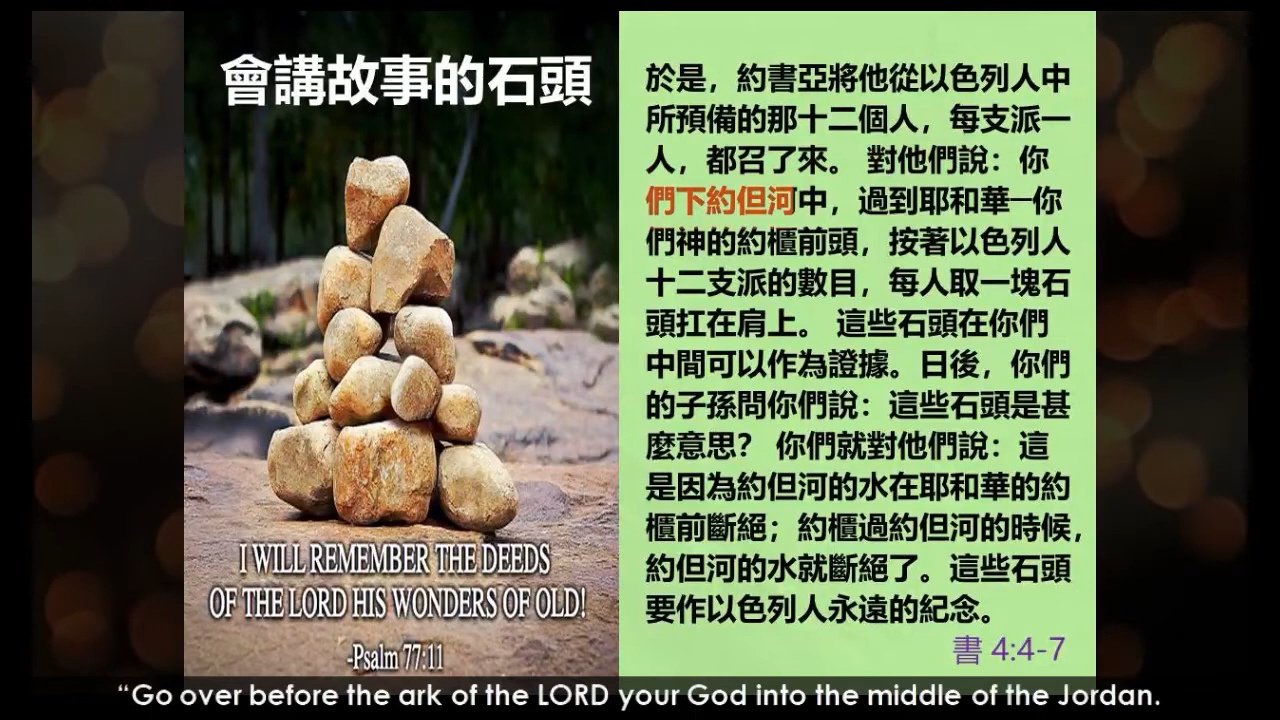 會講故事的石頭
I WILL REMEMBER THE DEEDS
OF THE LORD HIS WONDERS OF OLD!
-Psalm 77:11
於是，約書亞將他從以色列人中
所預備的那十二個人，每支派一
人，都召了來。 對他們說：你
們下約但河中，過到耶和華─你
們神的約櫃前頭，按著以色列人
十二支派的數目，每人取一塊石
頭扛在肩上。 這些石頭在你們
中間可以作為證據。日後，你們
的子孫問你們說：這些石頭是甚
麼意思？ 你們就對他們說：這
是因為約但河的水在耶和華的約
櫃前斷絕；約櫃過約但河的時候，
約但河的水就斷絕了。這些石頭
要作以色列人永遠的紀念。
書 4:4-7
“Go over before the ark of the LORD your God into the middle of the Jordan.